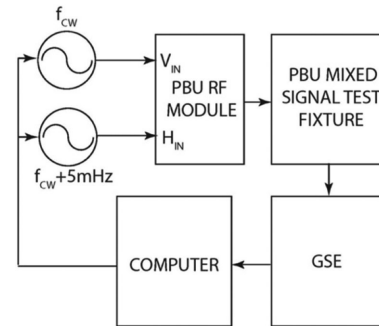 f_CW
V_IN
PBU RF
MODULE
H_IN
PBU MIXED
SIGNAL TEST
FIXTURE
f_CW+5mHz
COMPUTER
GSE